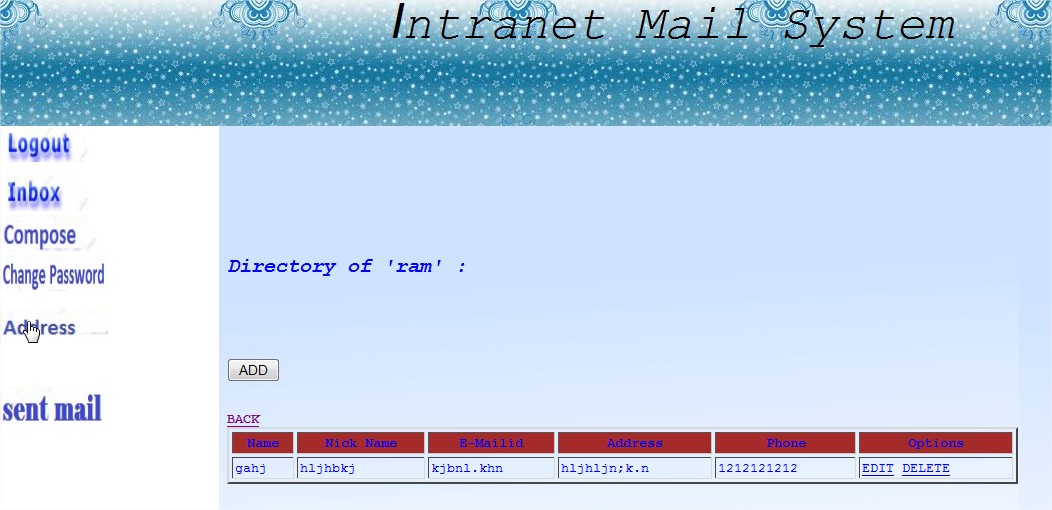 Intranet Mail System
Logout
Inbox
Compose
Change Password
Address
sent mail
Directory of 'ram' :
ADD
BACK
Name Nick Name E-Mailid Address Phone Options
gahj hljhbkj kjbnl.khn hljhljn;k.n 1212121212 EDIT DELETE